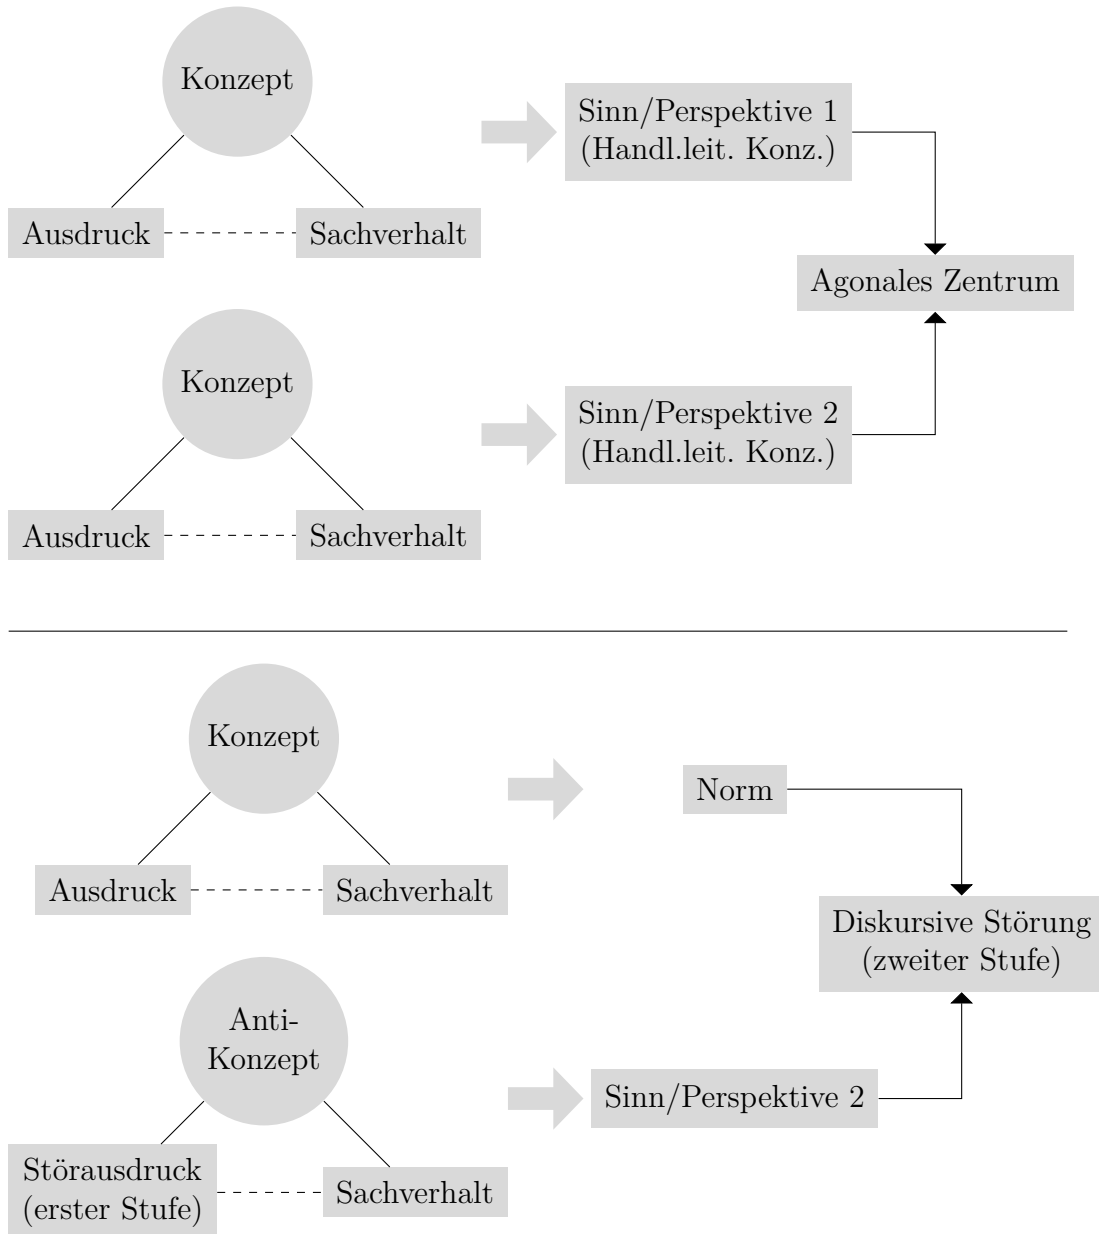 Konzept
Sinn/Perspektive 1
(Handl.leit. Konz.)
Ausdruck
Sachverhalt
Agonales Zentrum
Konzept
Sinn/Perspektive 2
(Handl.leit. Konz.)
Ausdruck
Sachverhalt
Konzept
Norm
Ausdruck
Sachverhalt
Diskursive Störung
(zweiter Stufe)
Anti-
Konzept
Sinn/Perspektive 2
Störausdruck
(erster Stufe)
Sachverhalt